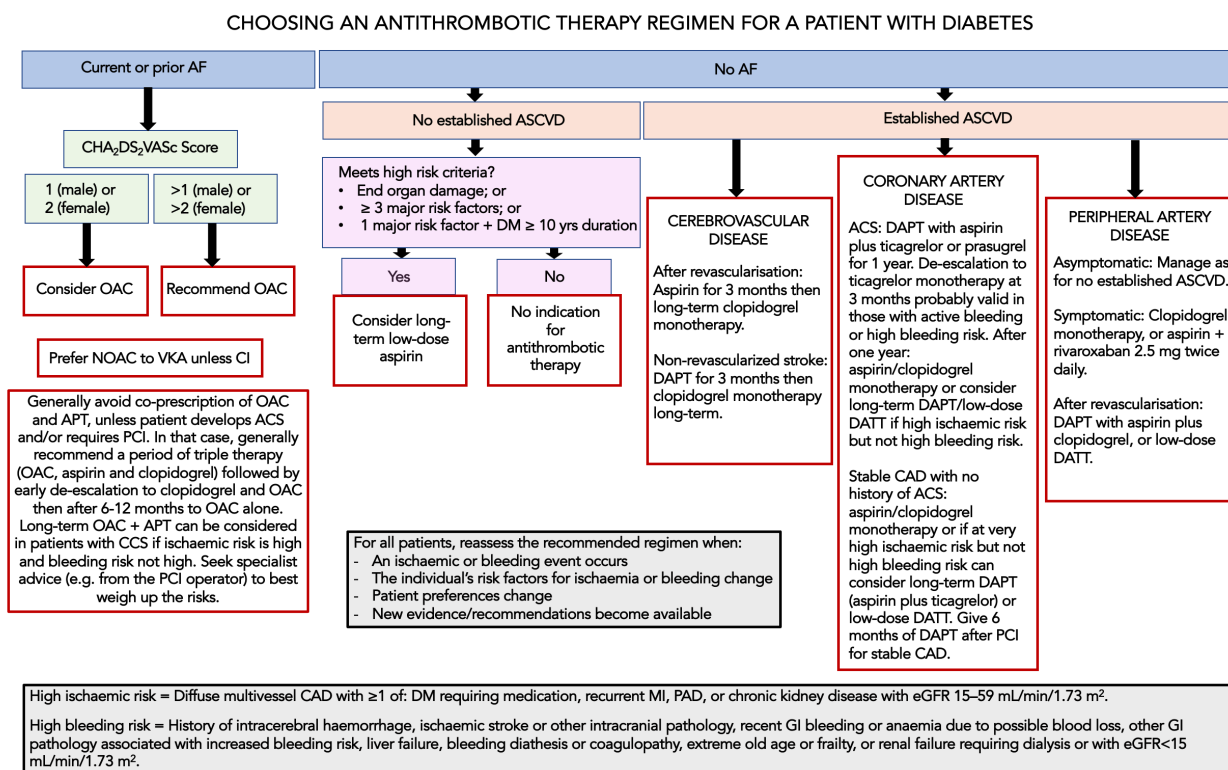 CHOOSING AN ANTITHROMBOTIC THERAPY REGIMEN FOR A PATIENT WITH DIABETES
Current or prior AF
CHA₂DS₂VASc Score
1 (male) or
2 (female)
>1 (male) or
>2 (female)
Consider OAC
Recommend OAC
Prefer NOAC to VKA unless CI
Generally avoid co-prescription of OAC
and APT, unless patient develops ACS
and/or requires PCI. In that case, generally
recommend a period of triple therapy
(OAC, aspirin and clopidogrel) followed by
early de-escalation to clopidogrel and OAC
then after 6-12 months to OAC alone.
Long-term OAC + APT can be considered
in patients with CCS if ischaemic risk is high
and bleeding risk not high. Seek specialist
advice (e.g. from the PCI operator) to best
weigh up the risks.
No AF
No established ASCVD
Meets high risk criteria?
• End organ damage; or
• ≥ 3 major risk factors; or
• 1 major risk factor + DM ≥ 10 yrs duration
Yes
No
Consider long-
term low-dose
aspirin
No indication for
antithrombotic
therapy
Established ASCVD
CEREBROVASCULAR
DISEASE
After revascularisation:
Aspirin for 3 months then
long-term clopidogrel
monotherapy.
Non-revascularized stroke:
DAPT for 3 months then
clopidogrel monotherapy
long-term.
CORONARY ARTERY
DISEASE
ACS: DAPT with aspirin
plus ticagrelor or prasugrel
for 1 year. De-escalation to
ticagrelor monotherapy at
3 months probably valid in
those with active bleeding
or high bleeding risk. After
one year:
aspirin/clopidogrel
monotherapy or consider
long-term DAPT/low-dose
DATT if high ischaemic risk
but not high bleeding risk.
Stable CAD with no
history of ACS:
aspirin/clopidogrel
monotherapy or if at very
high ischaemic risk but not
high bleeding risk can
consider long-term DAPT
(aspirin plus ticagrelor) or
low-dose DATT. Give 6
months of DAPT after PCI
for stable CAD.
PERIPHERAL ARTERY
DISEASE
Asymptomatic: Manage as
for no established ASCVD.
Symptomatic: Clopidogrel
monotherapy, or aspirin +
rivaroxaban 2.5 mg twice
daily.
After revascularisation:
DAPT with aspirin plus
clopidogrel, or low-dose
DATT.
For all patients, reassess the recommended regimen when:
- An ischaemic or bleeding event occurs
- The individual's risk factors for ischaemia or bleeding change
- Patient preferences change
- New evidence/recommendations become available
High ischaemic risk = Diffuse multivessel CAD with ≥1 of: DM requiring medication, recurrent MI, PAD, or chronic kidney disease with eGFR 15–59 mL/min/1.73 m².
High bleeding risk = History of intracerebral haemorrhage, ischaemic stroke or other intracranial pathology, recent GI bleeding or anaemia due to possible blood loss, other GI
pathology associated with increased bleeding risk, liver failure, bleeding diathesis or coagulopathy, extreme old age or frailty, or renal failure requiring dialysis or with eGFR<15
mL/min/1.73 m².